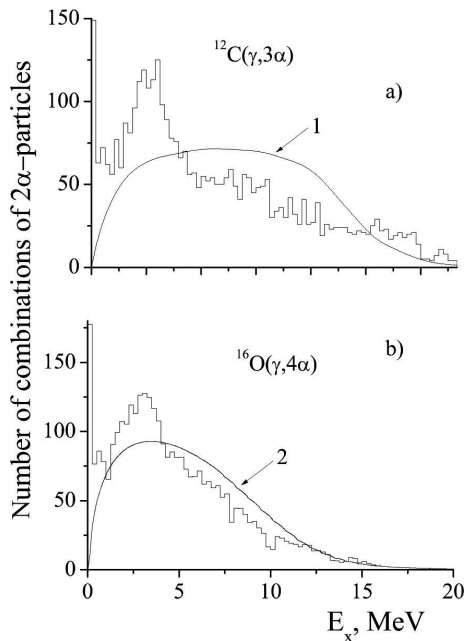 Number of combinations of 2α−particles
150
¹²C(γ,3α)
a)
100
1
50
0
b)
¹⁶O(γ,4α)
150
100
2
50
0
0 5 10 15 20
Eₓ, MeV